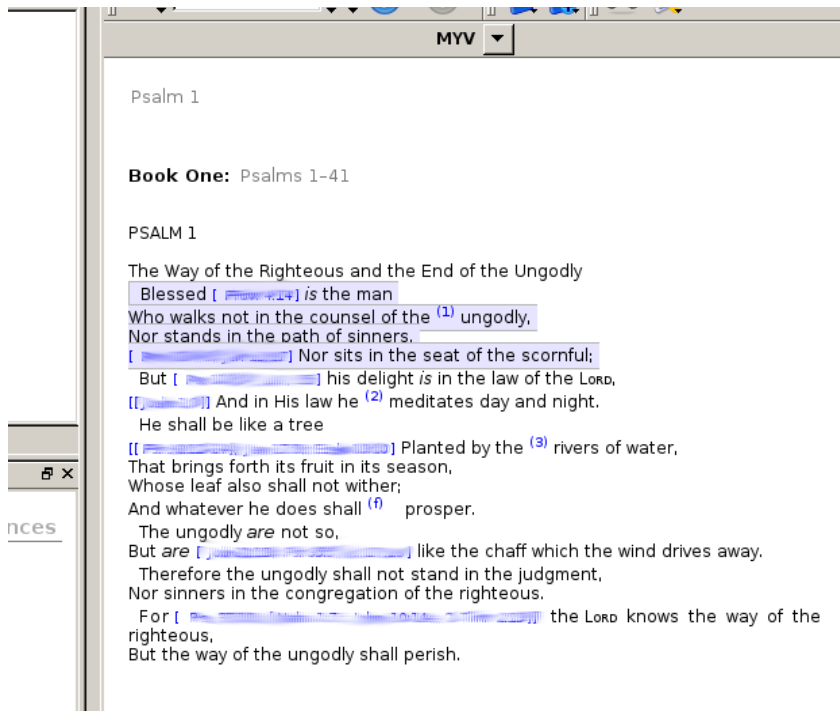 MYV
Psalm 1
Book One: Psalms 1–41
PSALM 1
The Way of the Righteous and the End of the Ungodly
Blessed [ ] is the man
Who walks not in the counsel of the (1) ungodly,
Nor stands in the path of sinners,
[ ] Nor sits in the seat of the scornful;
But [ ] his delight is in the law of the LORD,
[[ ]] And in His law he (2) meditates day and night.
He shall be like a tree
[[ ] Planted by the (3) rivers of water,
That brings forth its fruit in its season,
Whose leaf also shall not wither;
And whatever he does shall (f) prosper.
nces
The ungodly are not so,
But are [ ] like the chaff which the wind drives away.
Therefore the ungodly shall not stand in the judgment,
Nor sinners in the congregation of the righteous.
For [ ]] the LORD knows the way of the
righteous,
But the way of the ungodly shall perish.